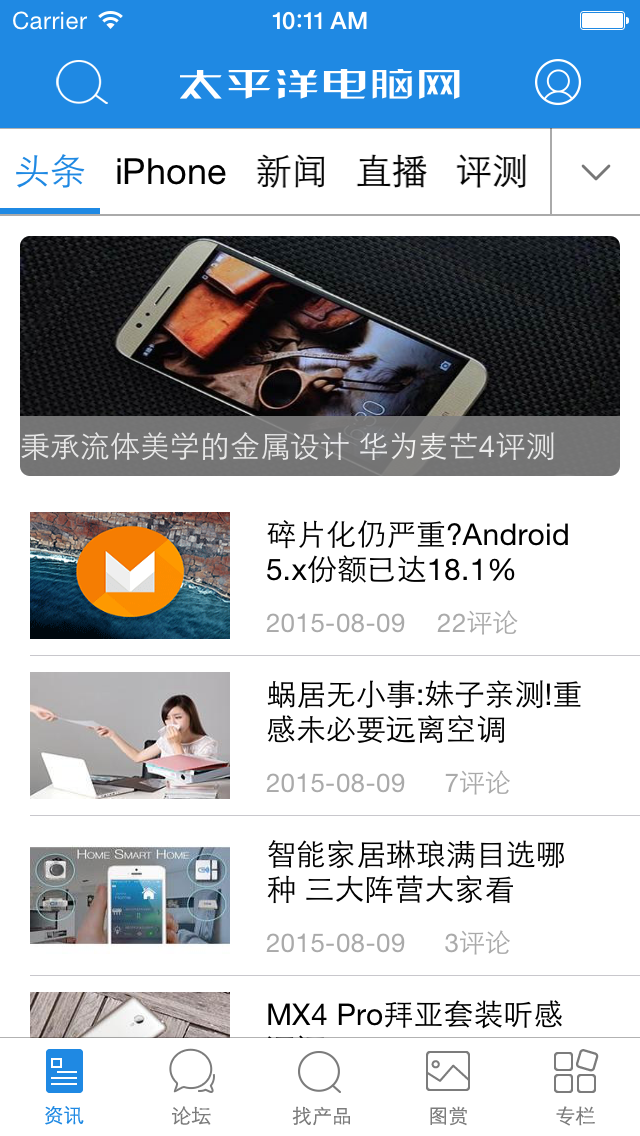 Carrier 10:11 AM
太平洋电脑网
头条 iPhone 新闻 直播 评测
秉承流体美学的金属设计 华为麦芒4评测
碎片化仍严重?Android
5.x份额已达18.1%
2015-08-09 22评论
蜗居无小事:妹子亲测!重
感未必要远离空调
2015-08-09 7评论
HOME SMART HOME
智能家居琳琅满目选哪
种 三大阵营大家看
2015-08-09 3评论
MX4 Pro拜亚套装听感
资讯 论坛 找产品 图赏 专栏